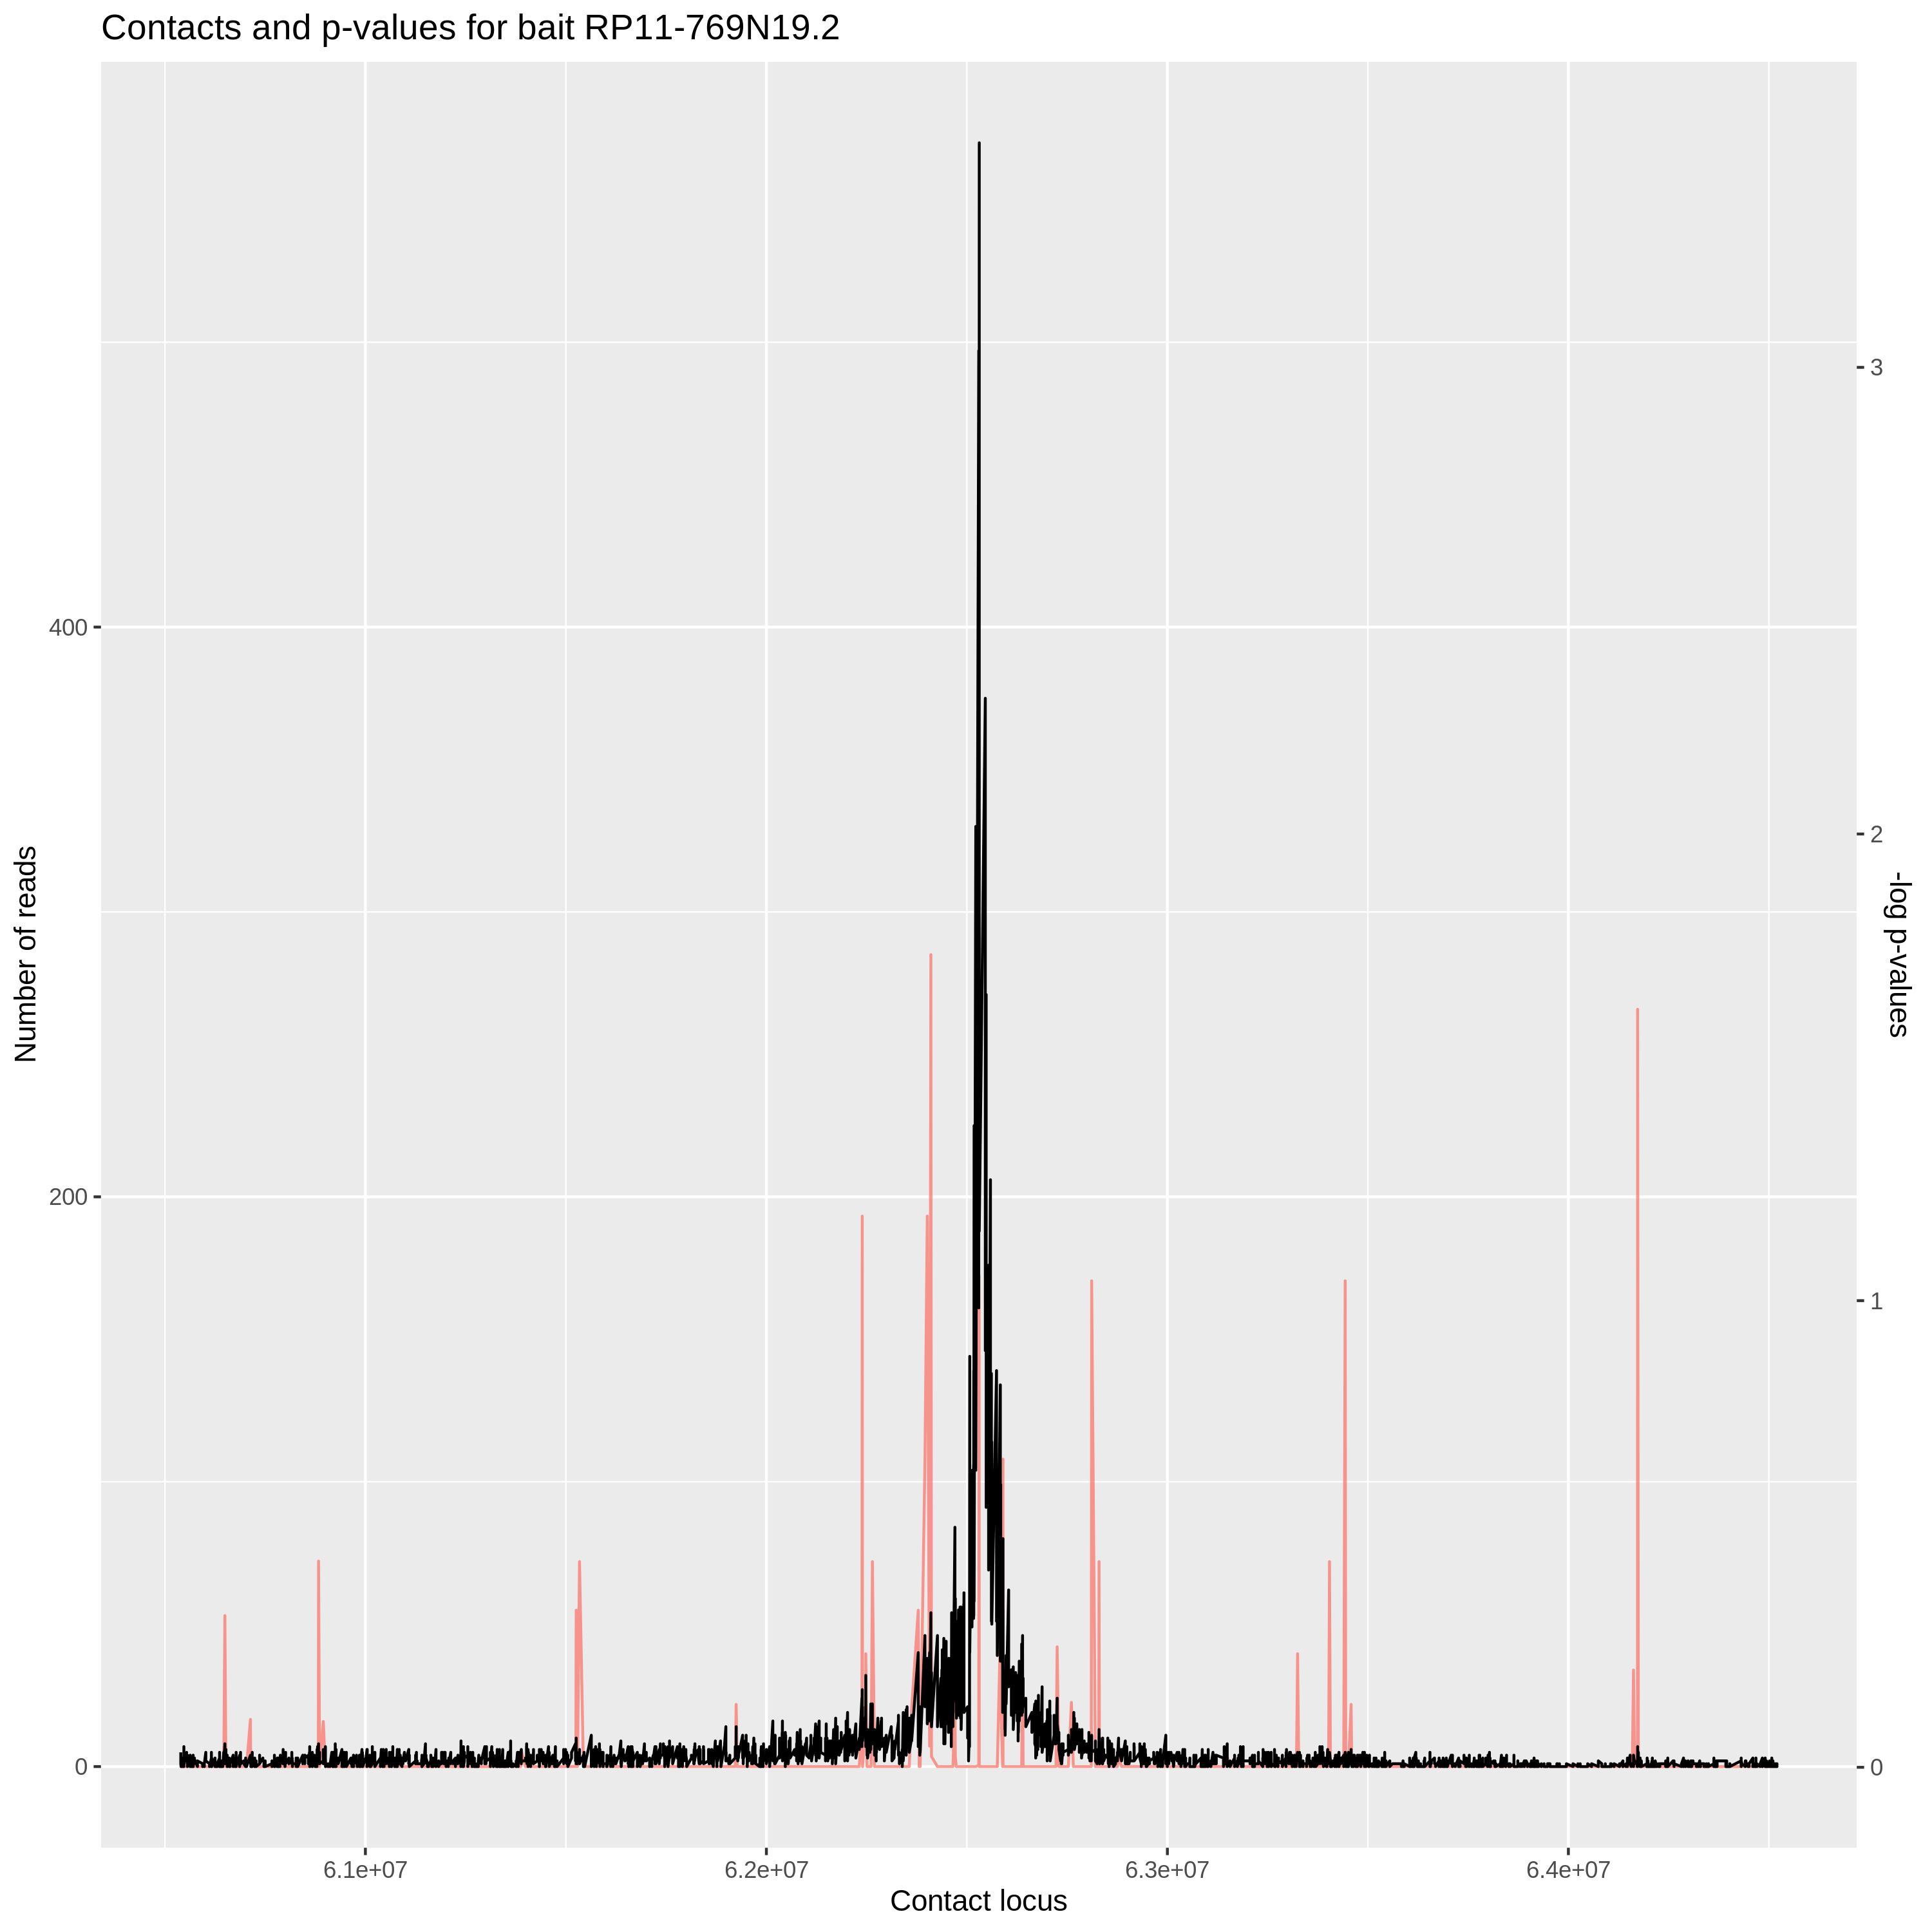 Contacts and p-values for bait RP11-769N19.2
Number of reads
400
200
0
3
2
1
0
-log p-values
6.1e+07
6.2e+07
6.3e+07
6.4e+07
Contact locus